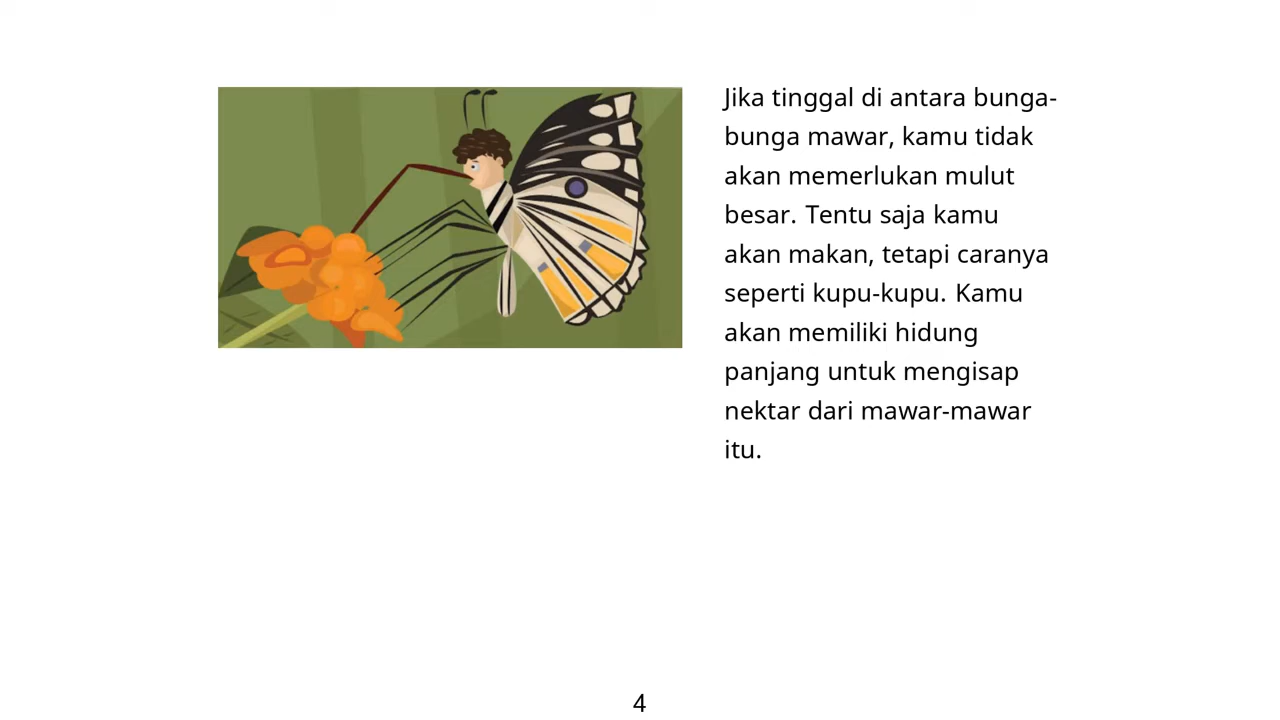 Jika tinggal di antara bunga-
bunga mawar, kamu tidak
akan memerlukan mulut
besar. Tentu saja kamu
akan makan, tetapi caranya
seperti kupu-kupu. Kamu
akan memiliki hidung
panjang untuk mengisap
nektar dari mawar-mawar
itu.
4